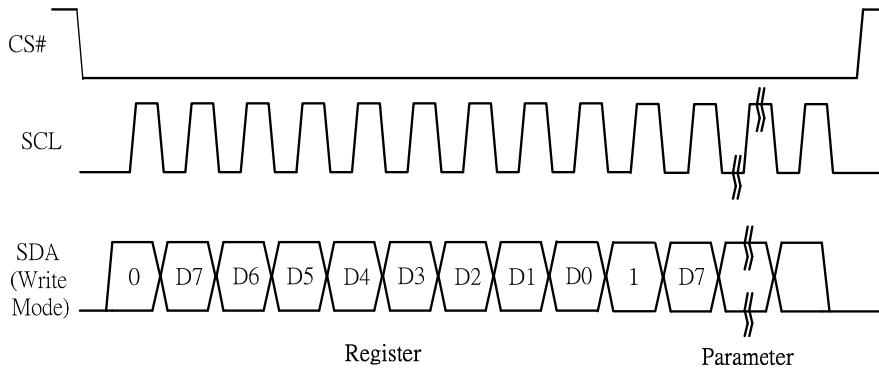 CS#
SCL
SDA
(Write
Mode)
0 D7 D6 D5 D4 D3 D2 D1 D0 1 D7
Register Parameter